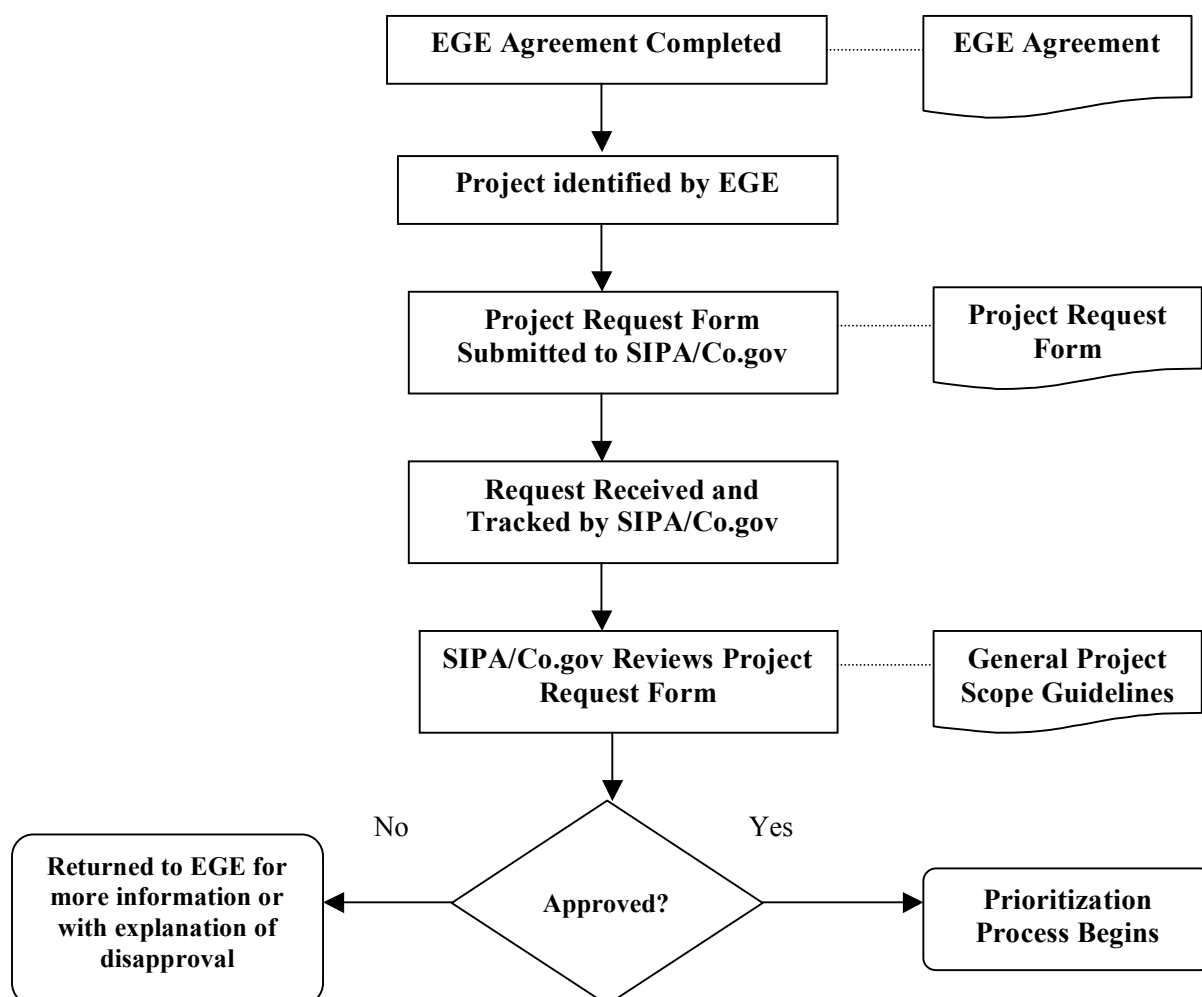 EGE Agreement Completed
EGE Agreement
Project identified by EGE
Project Request Form
Submitted to SIPA/Co.gov
Project Request
Form
Request Received and
Tracked by SIPA/Co.gov
SIPA/Co.gov Reviews Project
Request Form
General Project
Scope Guidelines
No
Yes
Returned to EGE for
more information or
with explanation of
disapproval
Approved?
Prioritization
Process Begins